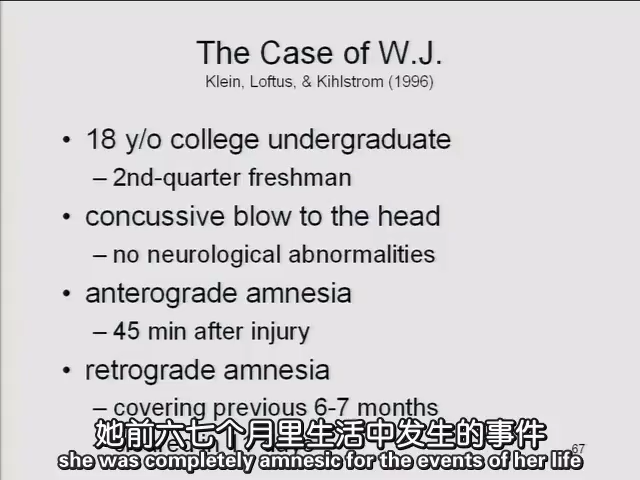 The Case of W.J.
Klein, Loftus, & Kihlstrom (1996)
• 18 y/o college undergraduate
– 2nd-quarter freshman
• concussive blow to the head
– no neurological abnormalities
• anterograde amnesia
– 45 min after injury
• retrograde amnesia
– covering previous 6-7 months
她前六七个月里生活中发生的事件
67
she was completely amnesic for the events of her life